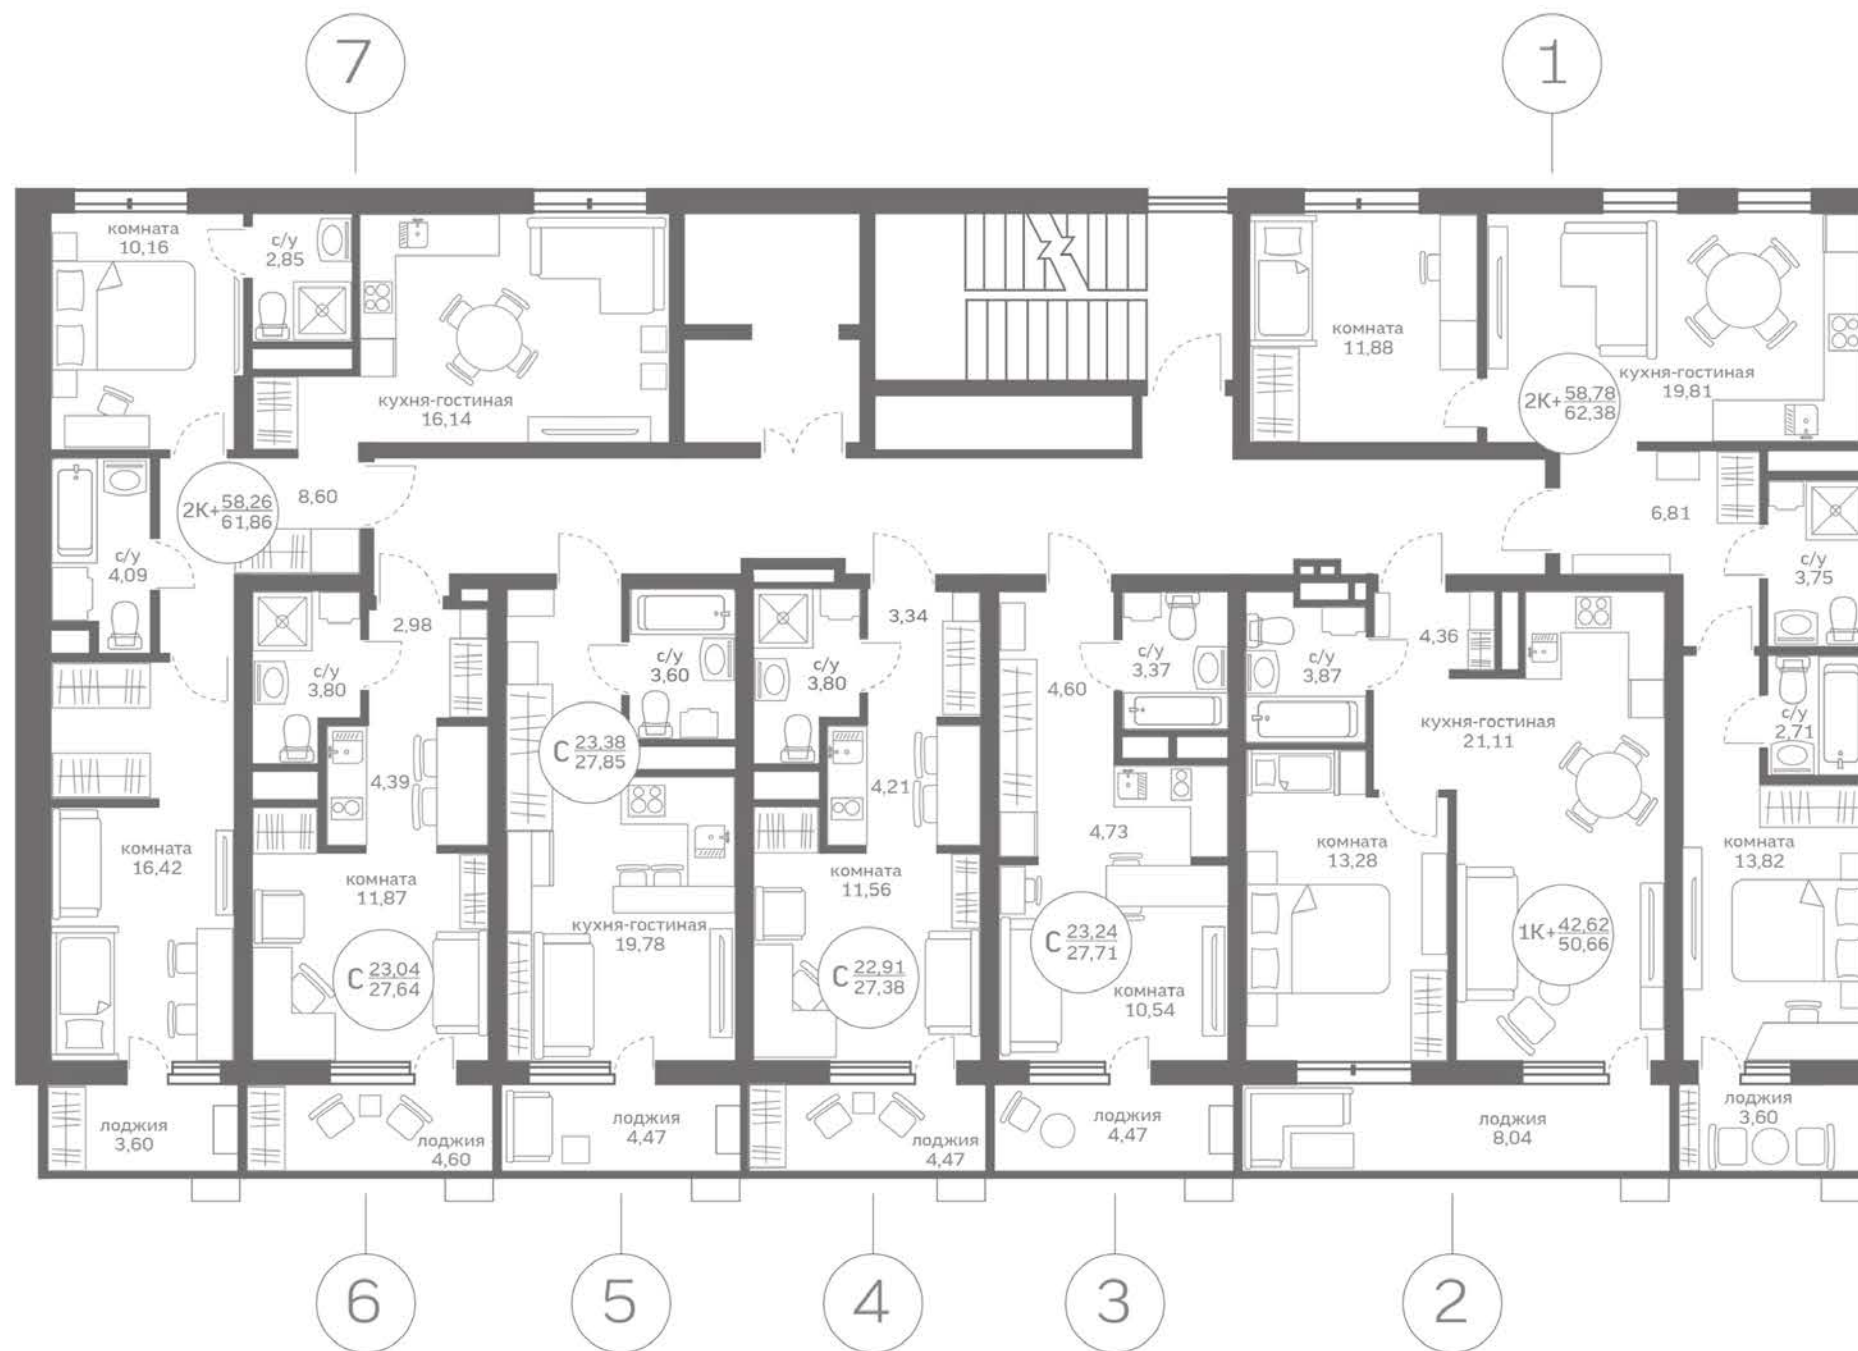 7
1
комната
10,16
с/у
2,85
кухня-гостиная
16,14
комната
11,88
кухня-гостиная
19,81
2К+ 58,78
62,38
2К+ 58,26
61,86
8,60
6,81
с/у
4,09
с/у
3,75
2,98
с/у
3,80
с/у
3,60
3,34
с/у
3,80
4,60
с/у
3,37
с/у
3,87
4,36
кухня-гостиная
21,11
с/у
2,71
С 23,38
27,85
4,39
4,21
4,73
комната
16,42
комната
11,87
кухня-гостиная
19,78
комната
11,56
комната
13,28
комната
13,82
С 23,04
27,64
С 22,91
27,38
С 23,24
27,71
комната
10,54
1К+ 42,62
50,66
лоджия
3,60
лоджия
4,60
лоджия
4,47
лоджия
4,47
лоджия
4,47
лоджия
8,04
лоджия
3,60
6
5
4
3
2